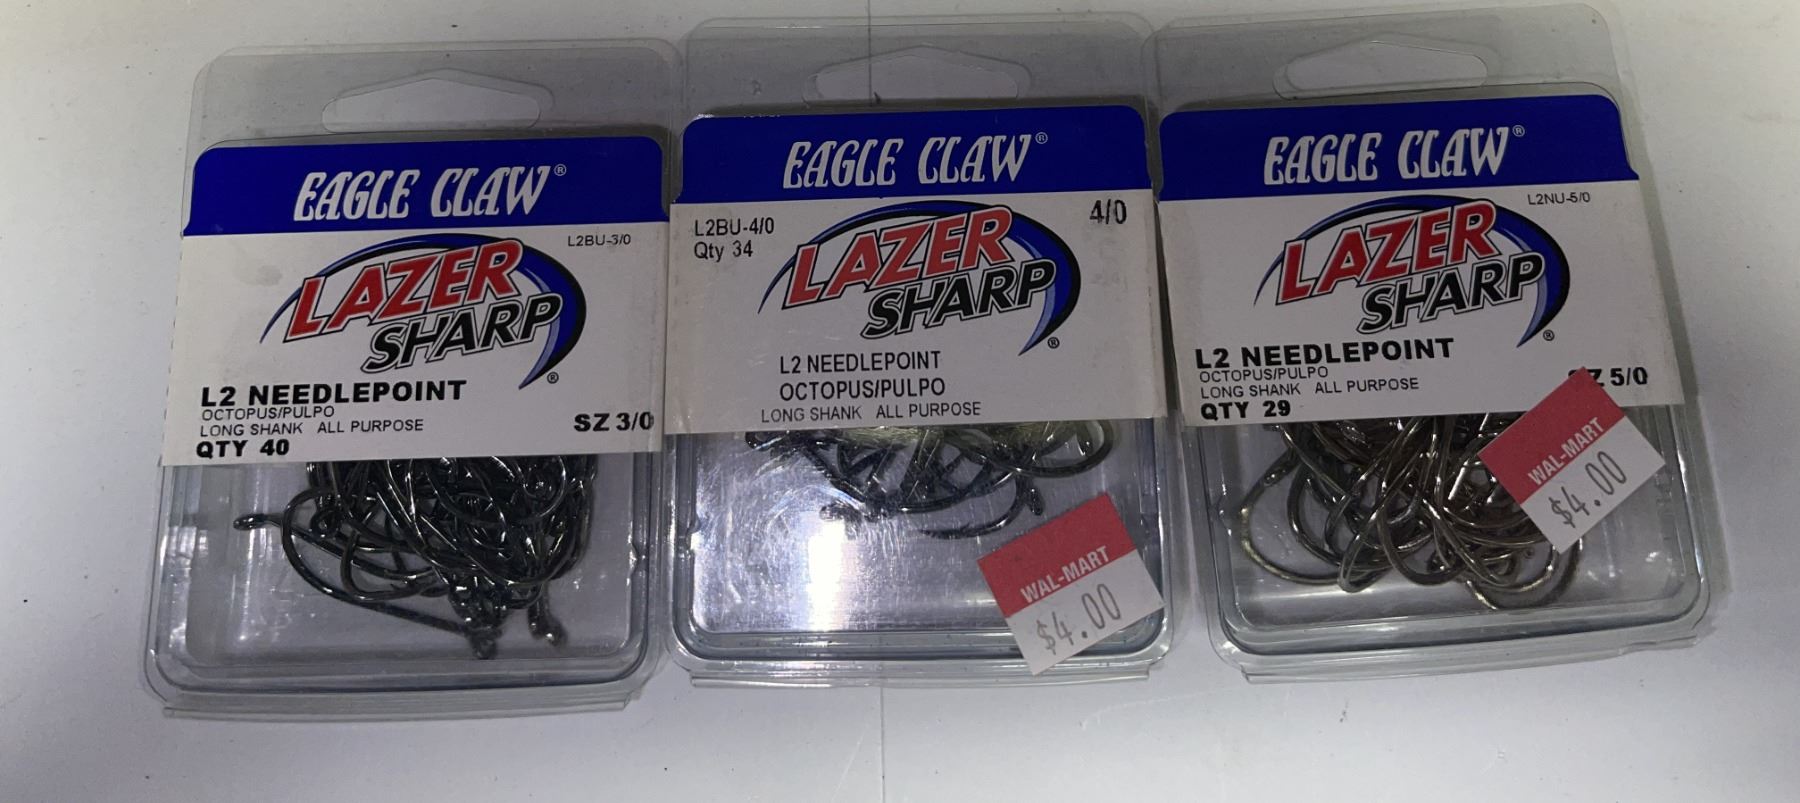 EAGLE CLAW®
L2BU-3/0
LAZER
SHARP®
L2 NEEDLEPOINT
OCTOPUS/PULPO
LONG SHANK ALL PURPOSE
SZ 3/0
QTY 40
EAGLE CLAW®
L2BU-4/0
Qty 34
4/0
LAZER
SHARP®
L2 NEEDLEPOINT
OCTOPUS/PULPO
LONG SHANK ALL PURPOSE
WAL-MART
$4.00
EAGLE CLAW®
L2NU-5/0
LAZER
SHARP®
L2 NEEDLEPOINT
OCTOPUS/PULPO
LONG SHANK ALL PURPOSE
5/0
QTY 29
WAL-MART
$4.00